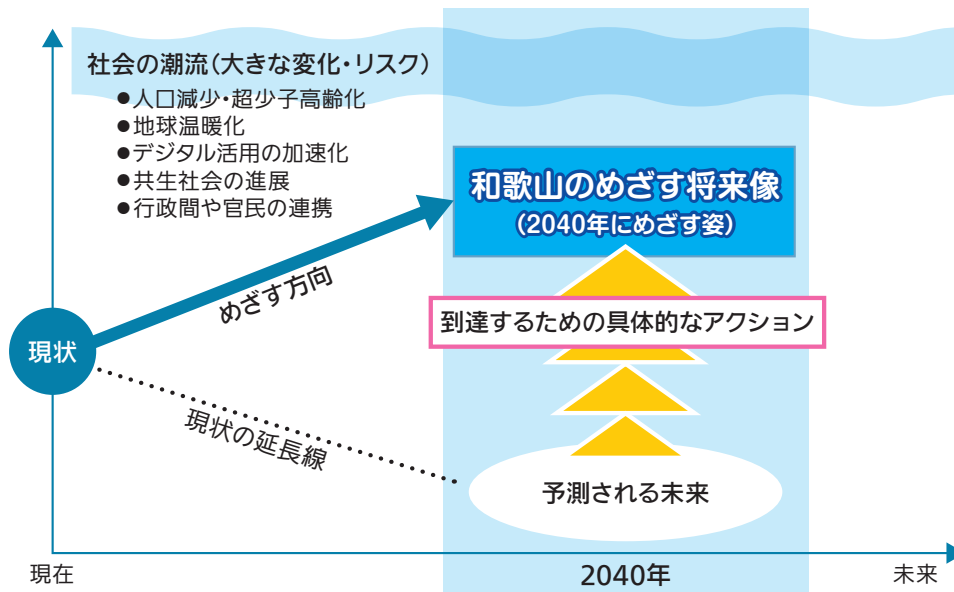 社会の潮流(大きな変化・リスク)
●人口減少・超少子高齢化
●地球温暖化
●デジタル活用の加速化
●共生社会の進展
●行政間や官民の連携
和歌山のめざす将来像
(2040年にめざす姿)
めざす方向
到達するための具体的なアクション
現状
現状の延長線
予測される未来
現在
2040年
未来